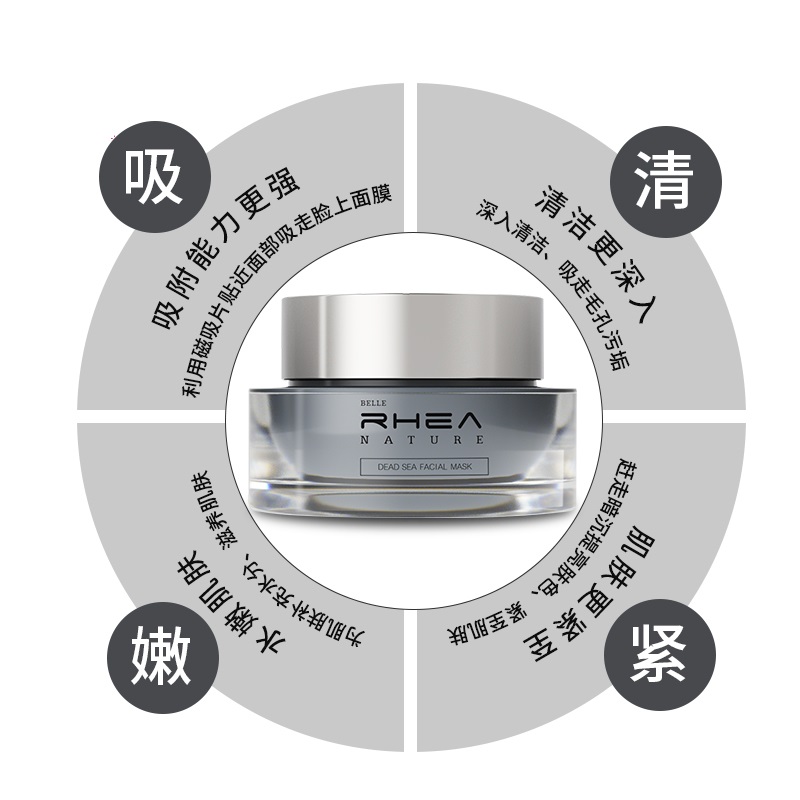 吸
吸附能力更强
利用磁吸片贴近面部吸走脸上面膜
清
清洁更深入
深入清洁、吸走毛孔污垢
BELLE
RHEA
NATURE
DEAD SEA FACIAL MASK
嫩
水嫩肌肤
为肌肤补充水分、滋养肌肤
紧
肌肤更紧至
赶走暗沉提亮肤色、紧至肌肤